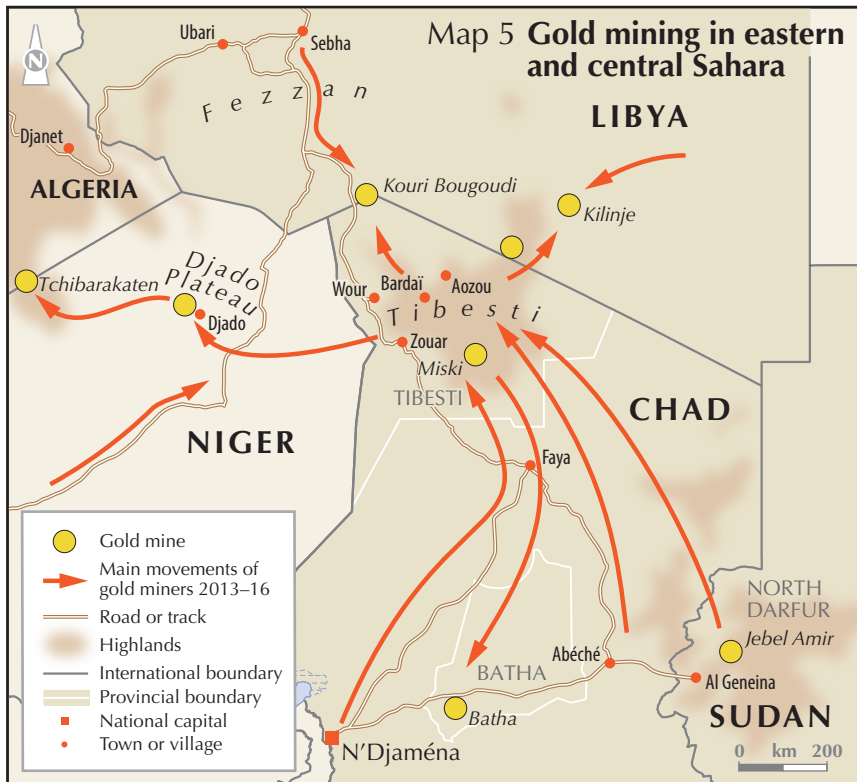 Map 5 Gold mining in eastern
and central Sahara
N
Ubari
Sebha
Fezzan
LIBYA
Djanet
ALGERIA
Kouri Bougoudi
Kilinje
Tchibarakaten
Djado
Plateau
Djado
Wour
Bardaï
Aozou
Tibesti
Zouar
Miski
TIBESTI
CHAD
NIGER
Faya
NORTH
DARFUR
Jebel Amir
BATHA
Abéché
Al Geneina
Batha
SUDAN
N'Djaména
0 km 200
Gold mine
Main movements of
gold miners 2013–16
Road or track
Highlands
International boundary
Provincial boundary
National capital
Town or village